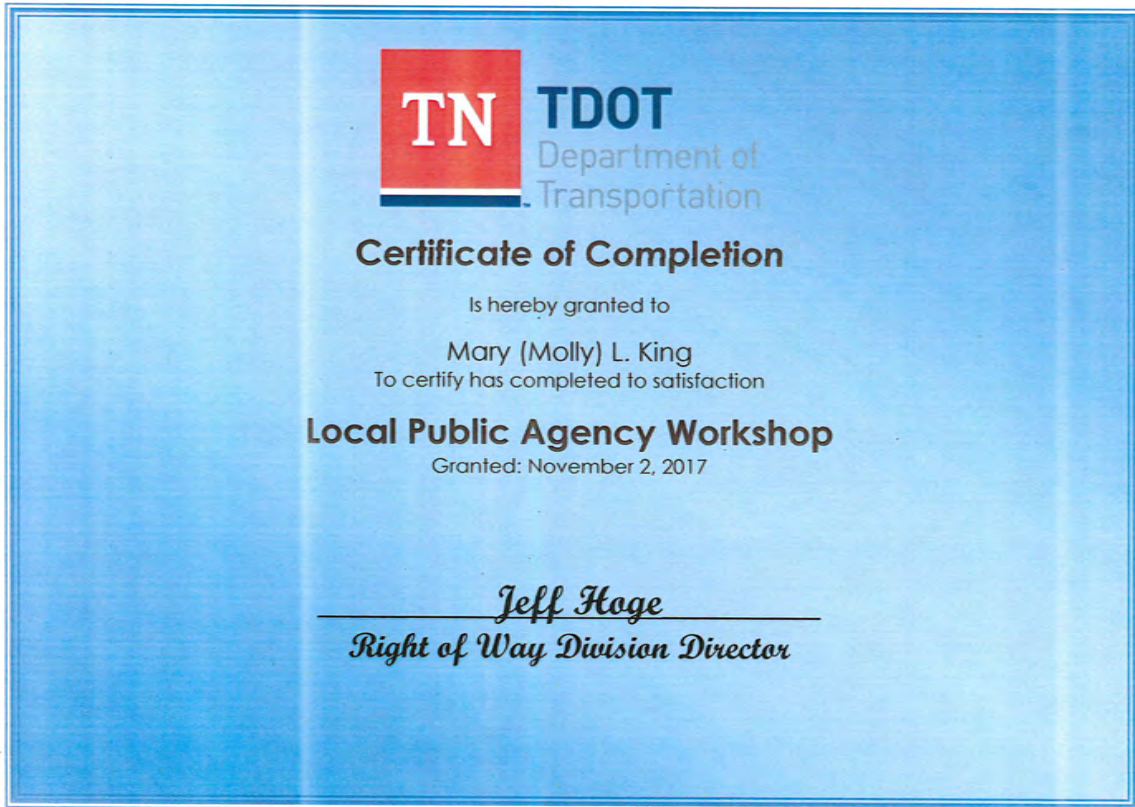 TN
TDOT
Department of
Transportation
Certificate of Completion
Is hereby granted to
Mary (Molly) L. King
To certify has completed to satisfaction
Local Public Agency Workshop
Granted: November 2, 2017
Jeff Hoge
Right of Way Division Director